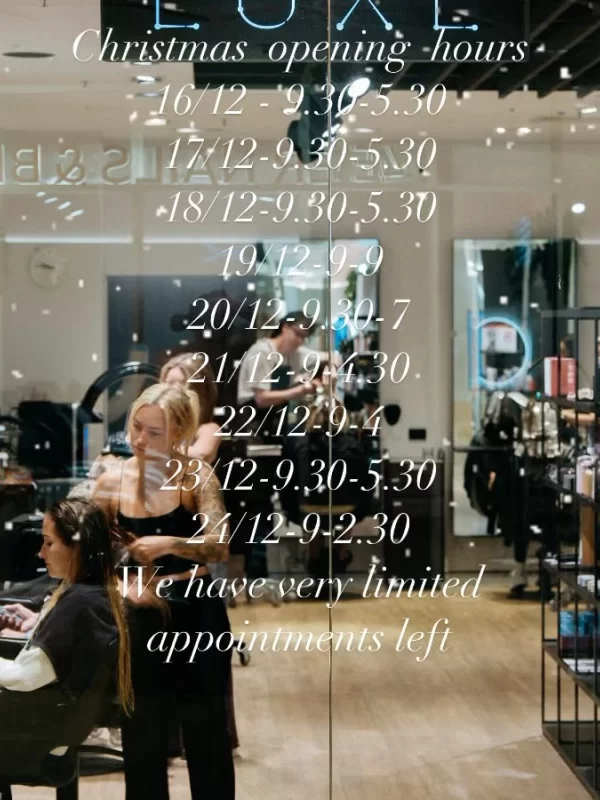 LUXE
Christmas opening hours
16/12 - 9.30-5.30
17/12-9.30-5.30
18/12-9.30-5.30
19/12-9-9
20/12-9.30-7
21/12-9-4.30
22/12-9-4
23/12-9.30-5.30
24/12-9-2.30
We have very limited
appointments left